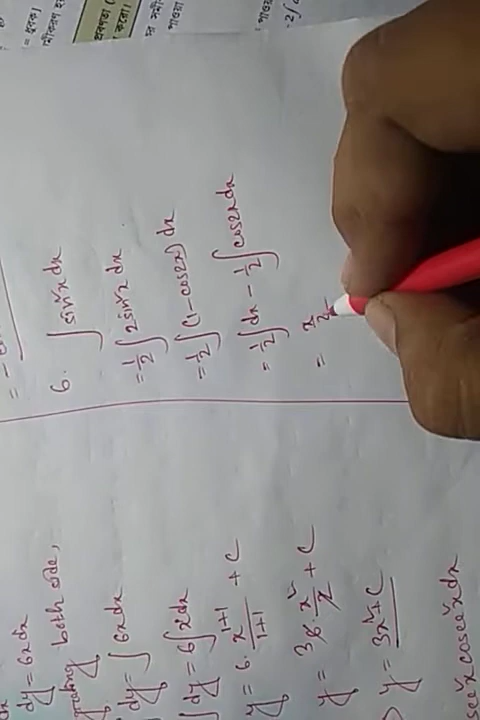 = ধ্রুবক।
6. ∫ sin²x dx
= 1/2 ∫ 2sin²x dx
= 1/2 ∫ (1 - cos2x) dx
= 1/2 ∫ dx - 1/2 ∫ cos2x dx
= x/2
dy = 6x dx
both side,
∫ dy = ∫ 6x dx
∫ dy = 6 ∫ x dx
y = 6. x^(1+1)/(1+1) + C
y = 3 6. x²/2 + C
y = 3x² + C
cosec²x dx